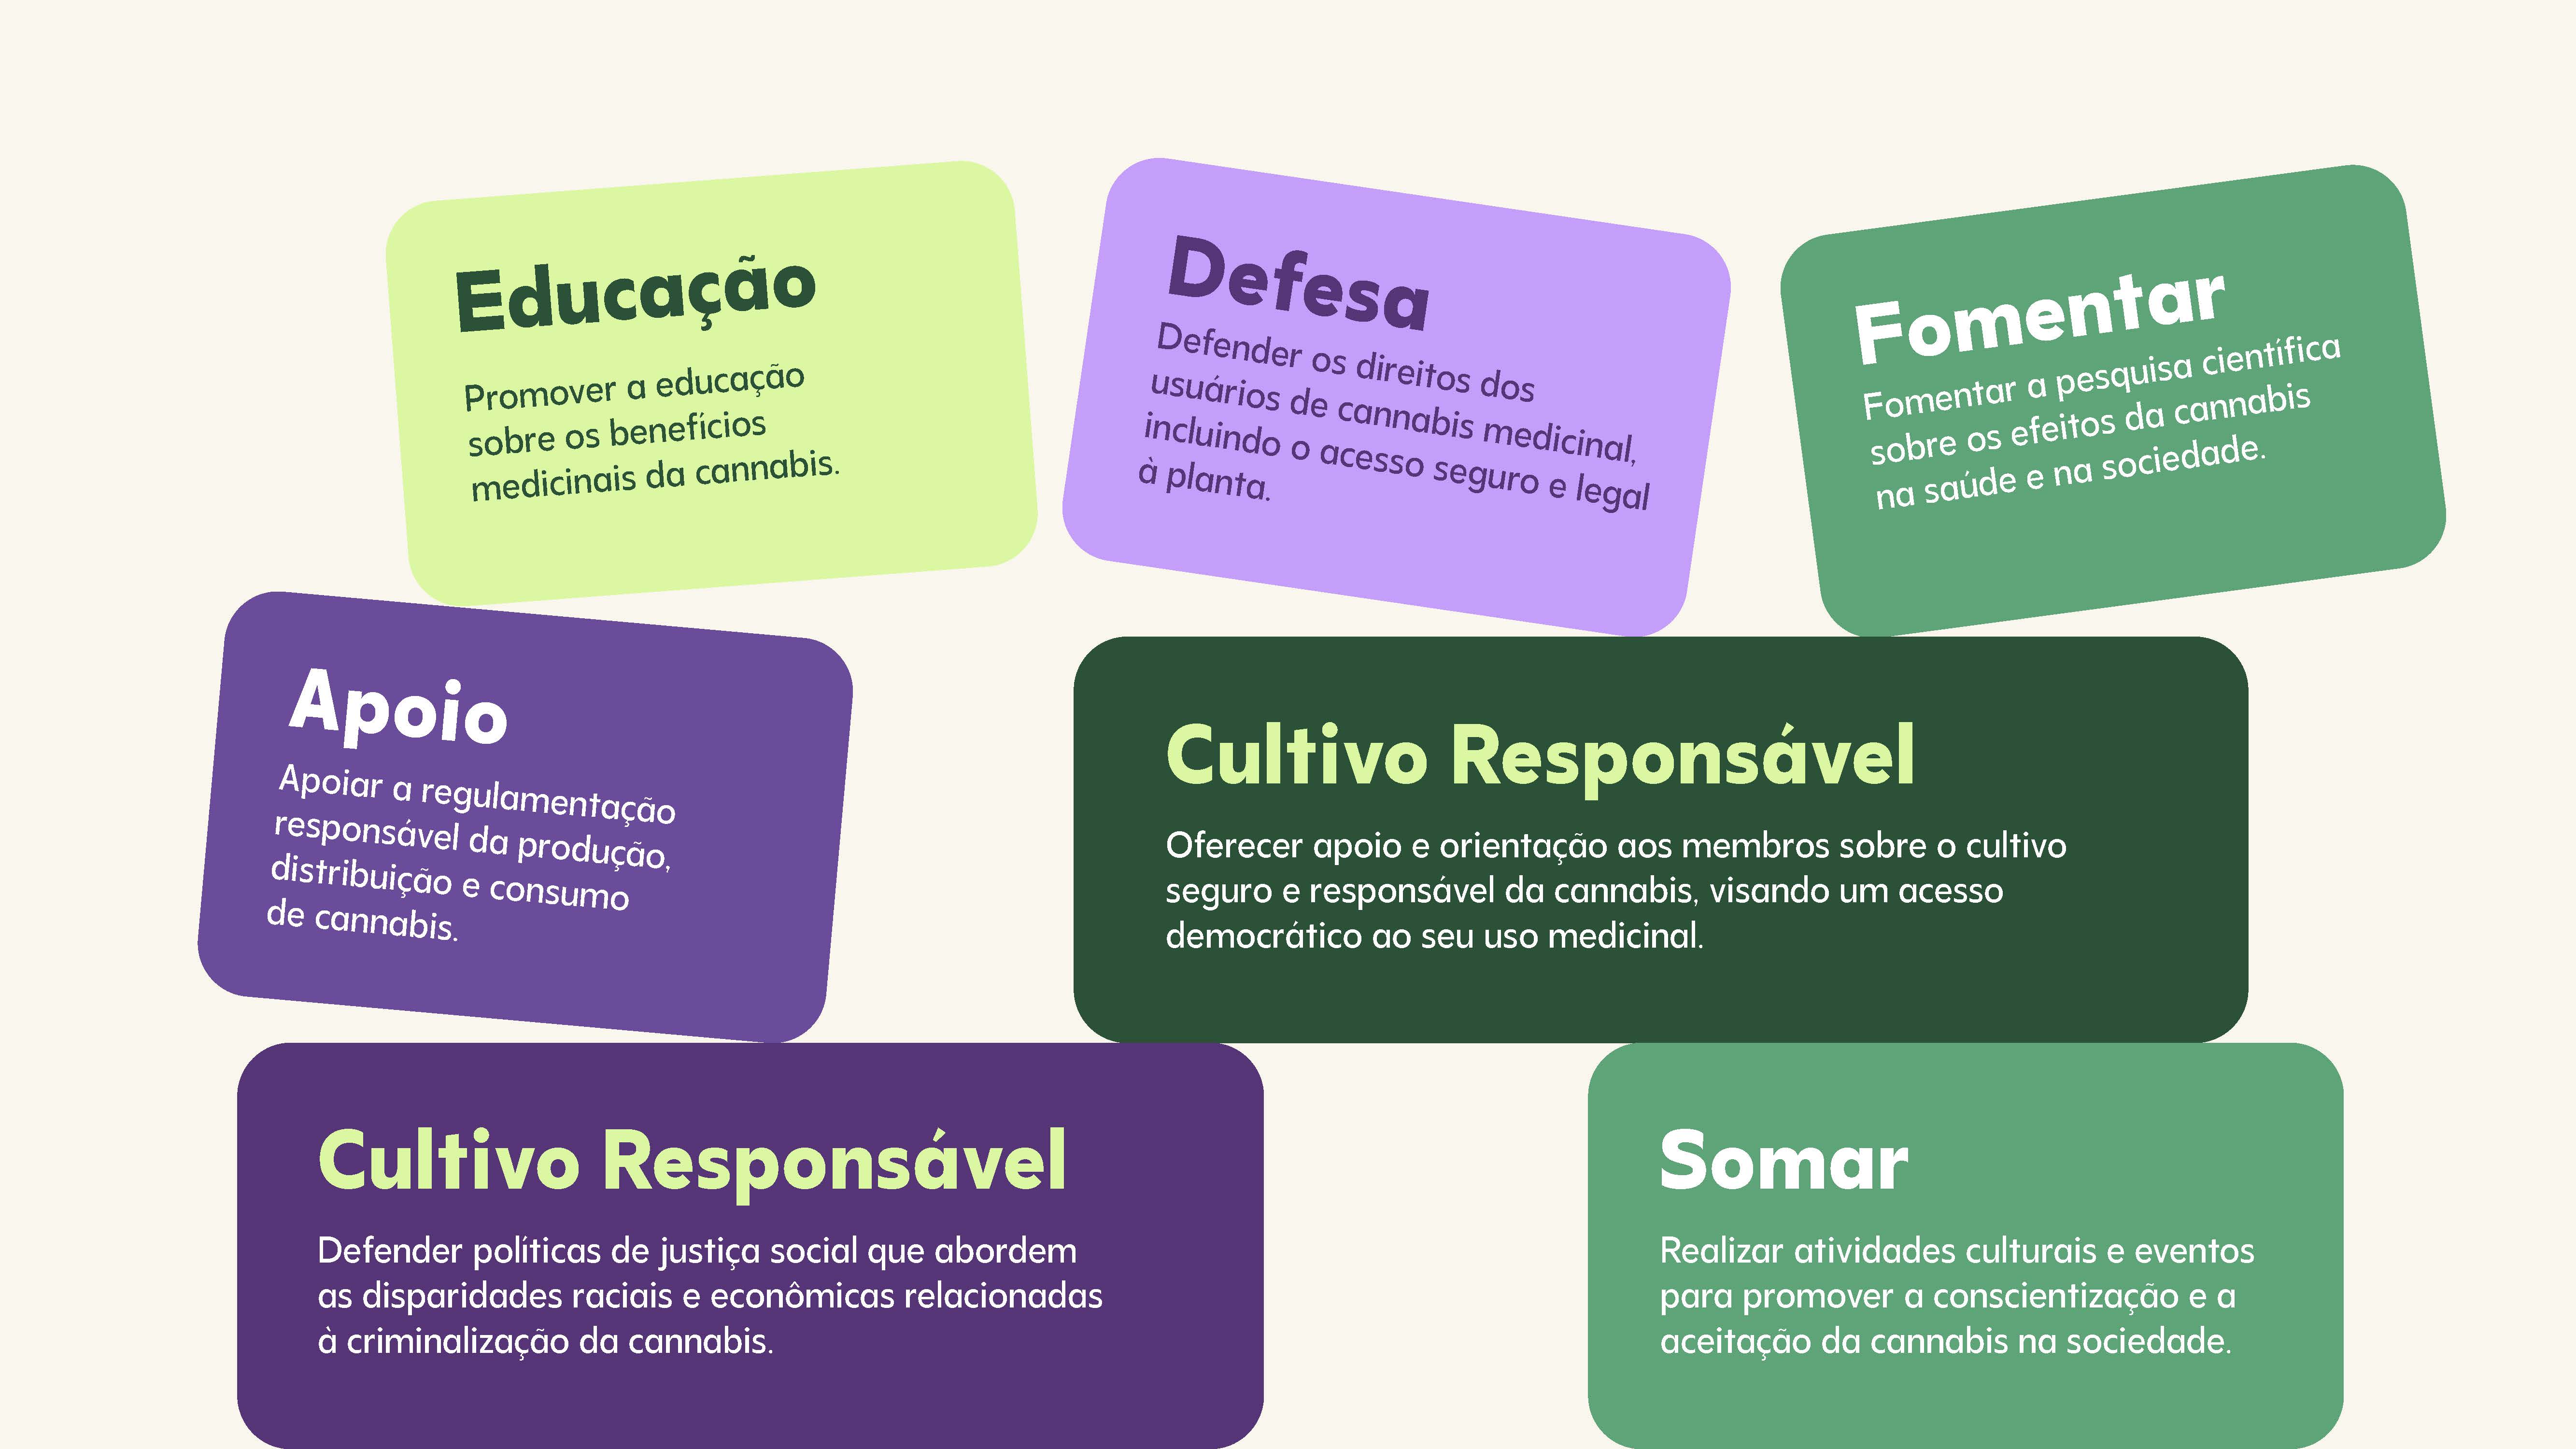 Educação
Promover a educação
sobre os benefícios
medicinais da cannabis.
Defesa
Defender os direitos dos
usuários de cannabis medicinal,
incluindo o acesso seguro e legal
à planta.
Fomentar
Fomentar a pesquisa científica
sobre os efeitos da cannabis
na saúde e na sociedade.
Apoio
Apoiar a regulamentação
responsável da produção,
distribuição e consumo
de cannabis.
Cultivo Responsável
Oferecer apoio e orientação aos membros sobre o cultivo
seguro e responsável da cannabis, visando um acesso
democrático ao seu uso medicinal.
Cultivo Responsável
Defender políticas de justiça social que abordem
as disparidades raciais e econômicas relacionadas
à criminalização da cannabis.
Somar
Realizar atividades culturais e eventos
para promover a conscientização e a
aceitação da cannabis na sociedade.